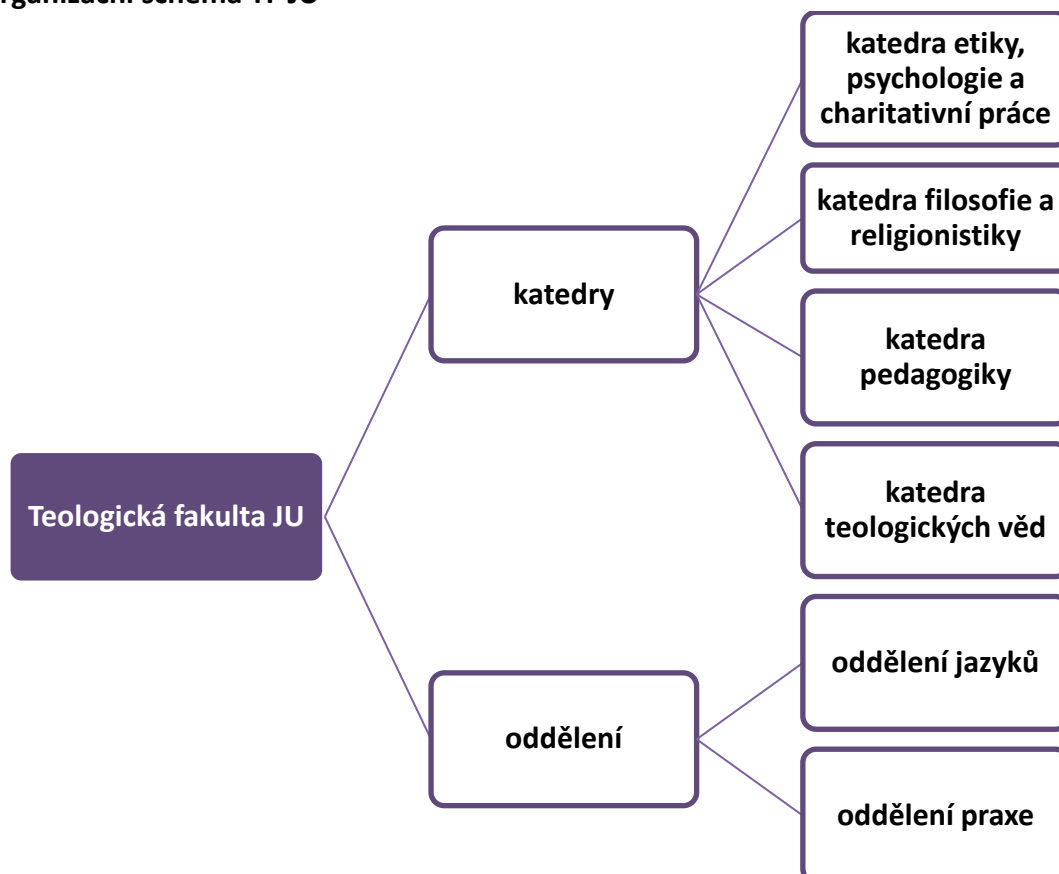 katedra etiky,
psychologie a
charitativní práce
katedra filosofie a
religionistiky
katedry
katedra
pedagogiky
katedra
teologických věd
Teologická fakulta JU
oddělení jazyků
oddělení
oddělení praxe